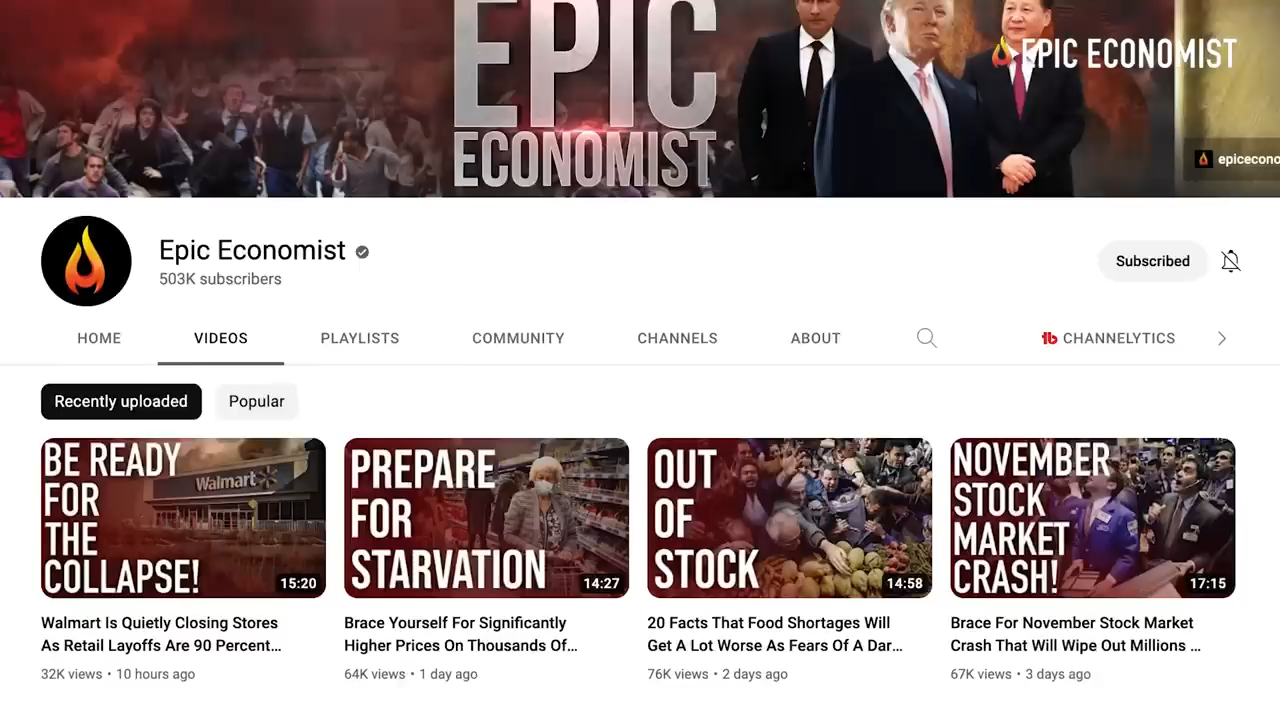 EPIC
ECONOMIST
EPIC ECONOMIST
epicecono
Epic Economist
503K subscribers
Subscribed
HOME
VIDEOS
PLAYLISTS
COMMUNITY
CHANNELS
ABOUT
CHANNELYTICS
Recently uploaded
Popular
BE READY
FOR
THE
COLLAPSE!
Walmart
15:20
Walmart Is Quietly Closing Stores
As Retail Layoffs Are 90 Percent...
32K views • 10 hours ago
PREPARE
FOR
STARVATION
14:27
Brace Yourself For Significantly
Higher Prices On Thousands Of...
64K views • 1 day ago
OUT
OF
STOCK
14:58
20 Facts That Food Shortages Will
Get A Lot Worse As Fears Of A Dar...
76K views • 2 days ago
NOVEMBER
STOCK
MARKET
CRASH!
17:15
Brace For November Stock Market
Crash That Will Wipe Out Millions ...
67K views • 3 days ago